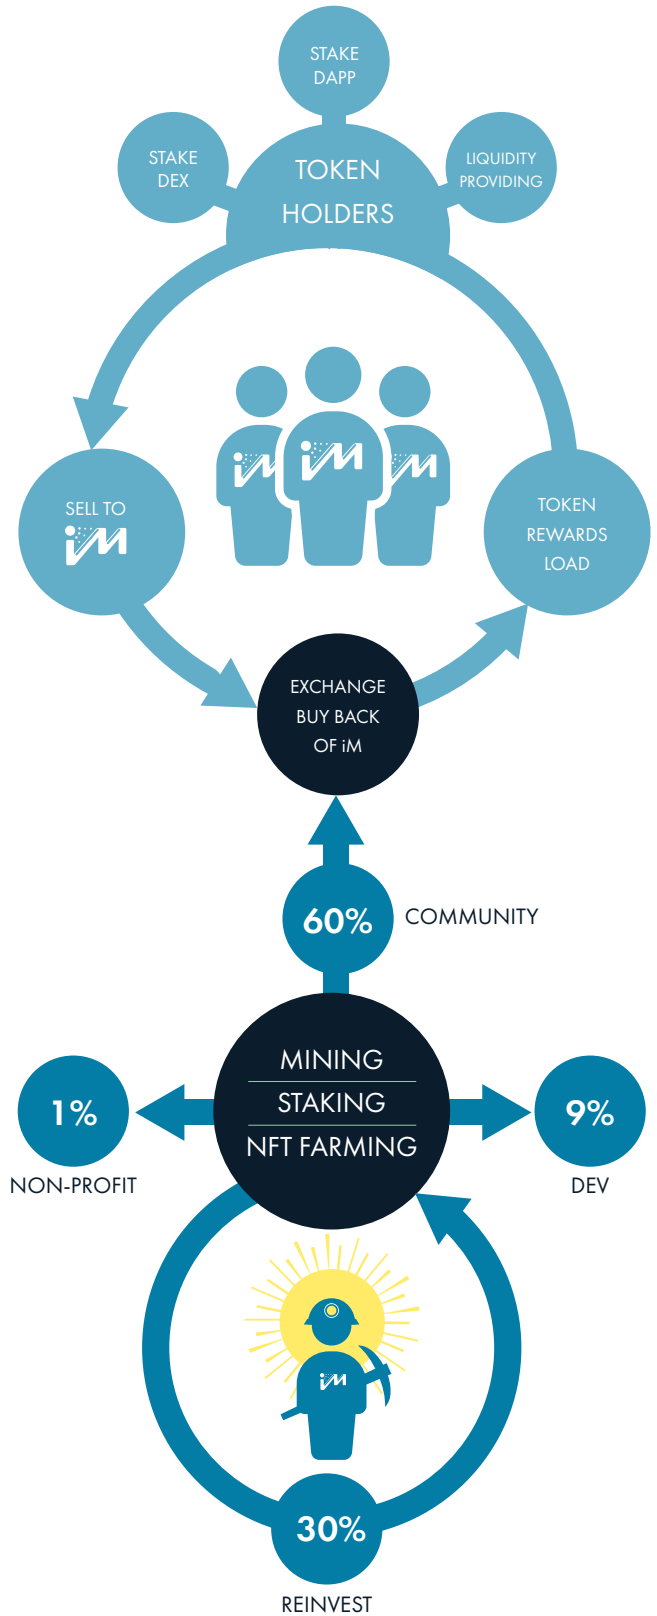 STAKE
DAPP
STAKE
DEX
LIQUIDITY
PROVIDING
TOKEN
HOLDERS
iM
iM
iM
SELL TO
iM
TOKEN
REWARDS
LOAD
EXCHANGE
BUY BACK
OF iM
60%
COMMUNITY
MINING
STAKING
NFT FARMING
1%
NON-PROFIT
9%
DEV
iM
30%
REINVEST